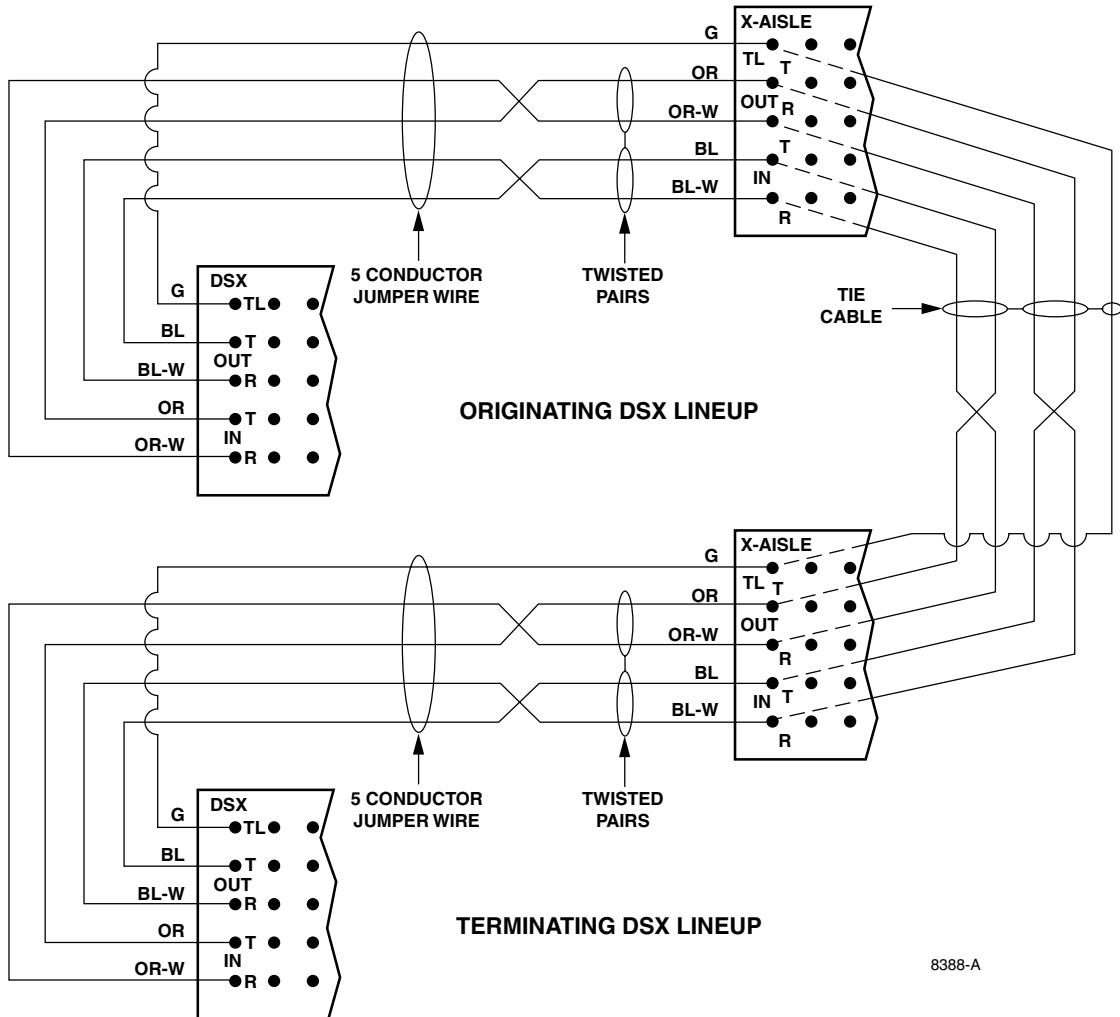 X-AISLE
G
TL T
OR
OUT R
OR-W
BL T
IN
BL-W
R
5 CONDUCTOR
JUMPER WIRE
TWISTED
PAIRS
TIE
CABLE
DSX
G
TL
BL
T
OUT
BL-W
R
OR
T
IN
OR-W
R
ORIGINATING DSX LINEUP
X-AISLE
G
TL T
OR
OUT
OR-W
R
BL
IN T
BL-W
R
5 CONDUCTOR
JUMPER WIRE
TWISTED
PAIRS
DSX
G
TL
BL
T
OUT
BL-W
R
OR
T
IN
OR-W
R
TERMINATING DSX LINEUP
8388-A